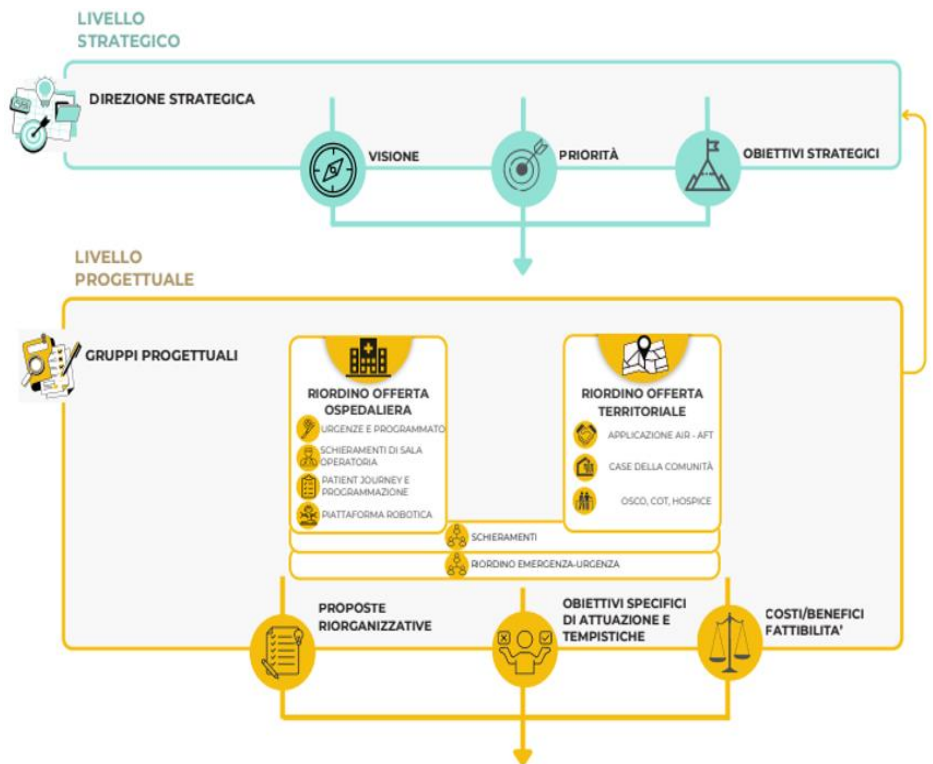 LIVELLO
STRATEGICO
DIREZIONE STRATEGICA
VISIONE
PRIORITÀ
OBIETTIVI STRATEGICI
LIVELLO
PROGETTUALE
GRUPPI PROGETTUALI
RIORDINO OFFERTA
OSPEDALIERA
URGENZE E PROGRAMMATO
SCHIERAMENTI DI SALA
OPERATORIA
PATIENT JOURNEY E
PROGRAMMAZIONE
PIATTAFORMA ROBOTICA
RIORDINO OFFERTA
TERRITORIALE
APPLICAZIONE AIR - AFT
CASE DELLA COMUNITÀ
OSCO, COT, HOSPICE
SCHIERAMENTI
RIORDINO EMERGENZA-URGENZA
PROPOSTE
RIORGANIZZATIVE
OBIETTIVI SPECIFICI
DI ATTUAZIONE E
TEMPISTICHE
COSTI/BENEFICI
FATTIBILITA'